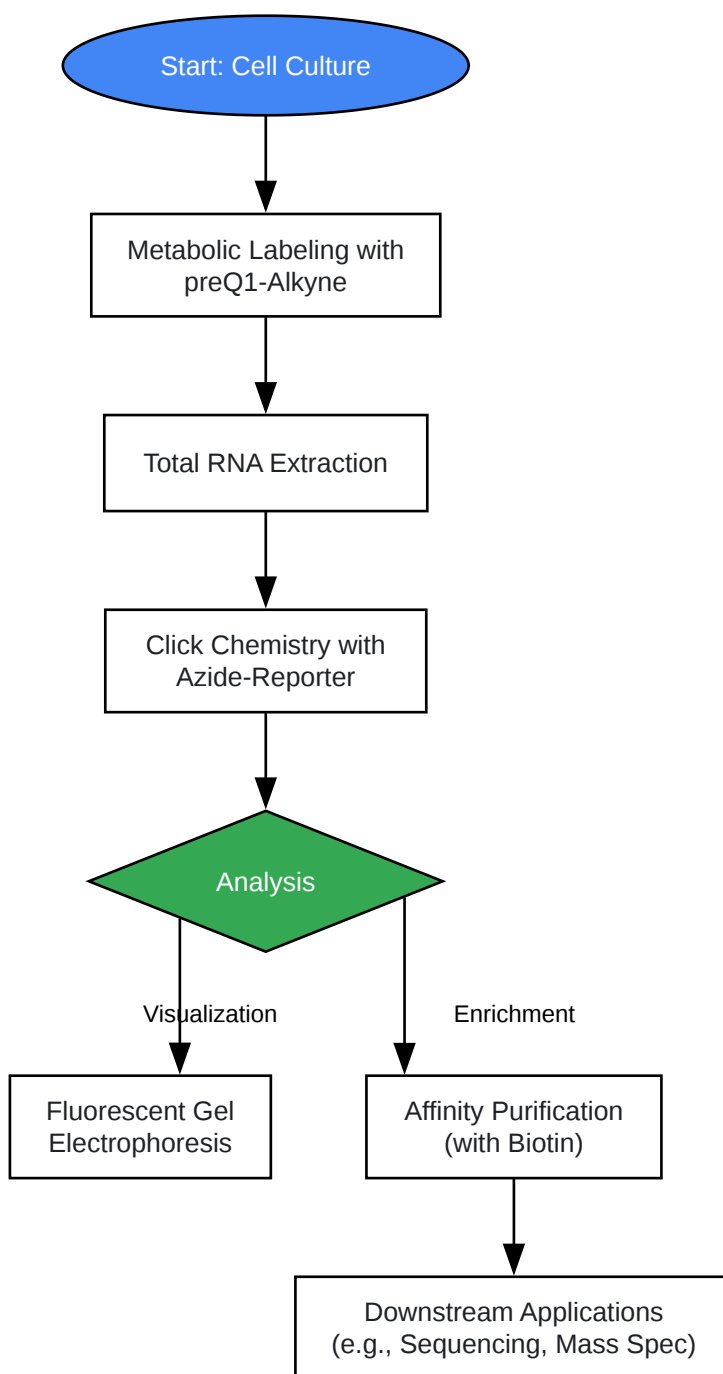 Start: Cell Culture
Metabolic Labeling with
preQ1-Alkyne
Total RNA Extraction
Click Chemistry with
Azide-Reporter
Analysis
Visualization
Enrichment
Fluorescent Gel
Electrophoresis
Affinity Purification
(with Biotin)
Downstream Applications
(e.g., Sequencing, Mass Spec)